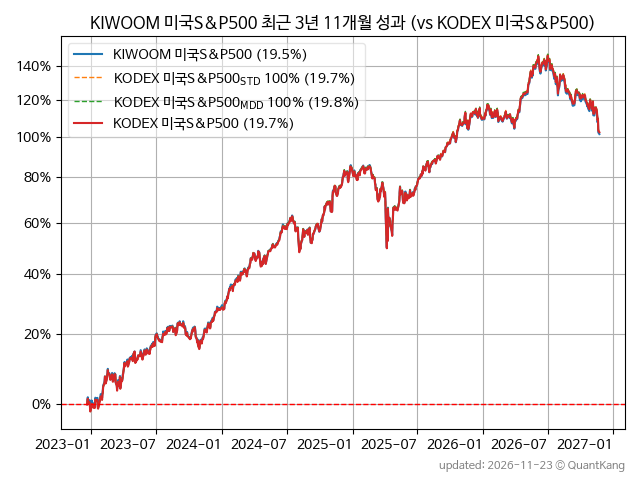 KIWOOM 미국S&P500 최근 3년 11개월 성과 (vs KODEX 미국S&P500)
KIWOOM 미국S&P500 (19.5%)
KODEX 미국S&P500STD 100% (19.7%)
KODEX 미국S&P500MDD 100% (19.8%)
KODEX 미국S&P500 (19.7%)
140%
120%
100%
80%
60%
40%
20%
0%
2023-01 2023-07 2024-01 2024-07 2025-01 2025-07 2026-01 2026-07 2027-01
updated: 2026-11-23 © QuantKang